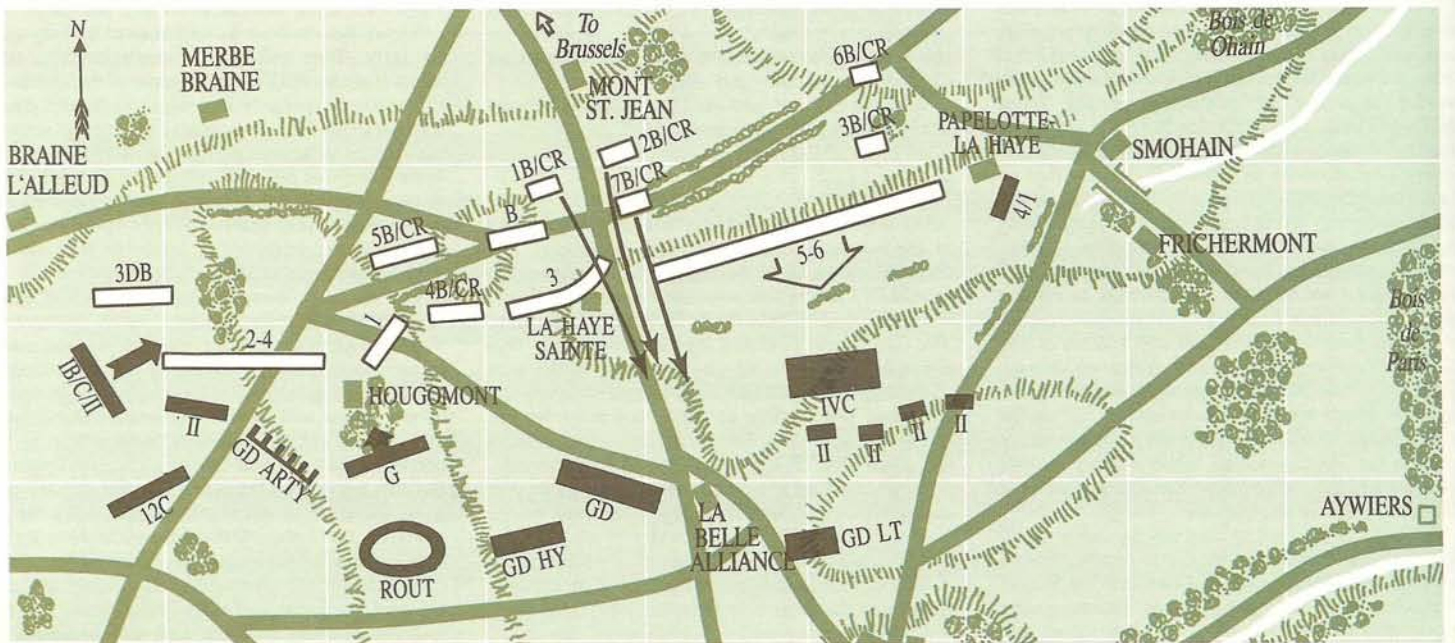 N
MERBE
BRAINE
To
Brussels
MONT
ST. JEAN
Bois de
Ohain
6B/CR
3B/CR
2B/CR
1B/CR
7B/CR
PAPELOTTE-
LA HAYE
SMOHAIN
BRAINE
L'ALLEUD
B
5B/CR
4/1
FRICHERMONT
3DB
4B/CR
3
5-6
LA HAYE
SAINTE
Bois
de
Paris
1
2-4
IB/C/II
HOUGOMONT
IVC
II
II
II
II
II
GD ARTY
G
12C
GD
GD HY
ROUT
LA
BELLE
ALLIANCE
GD LT
AYWIERS